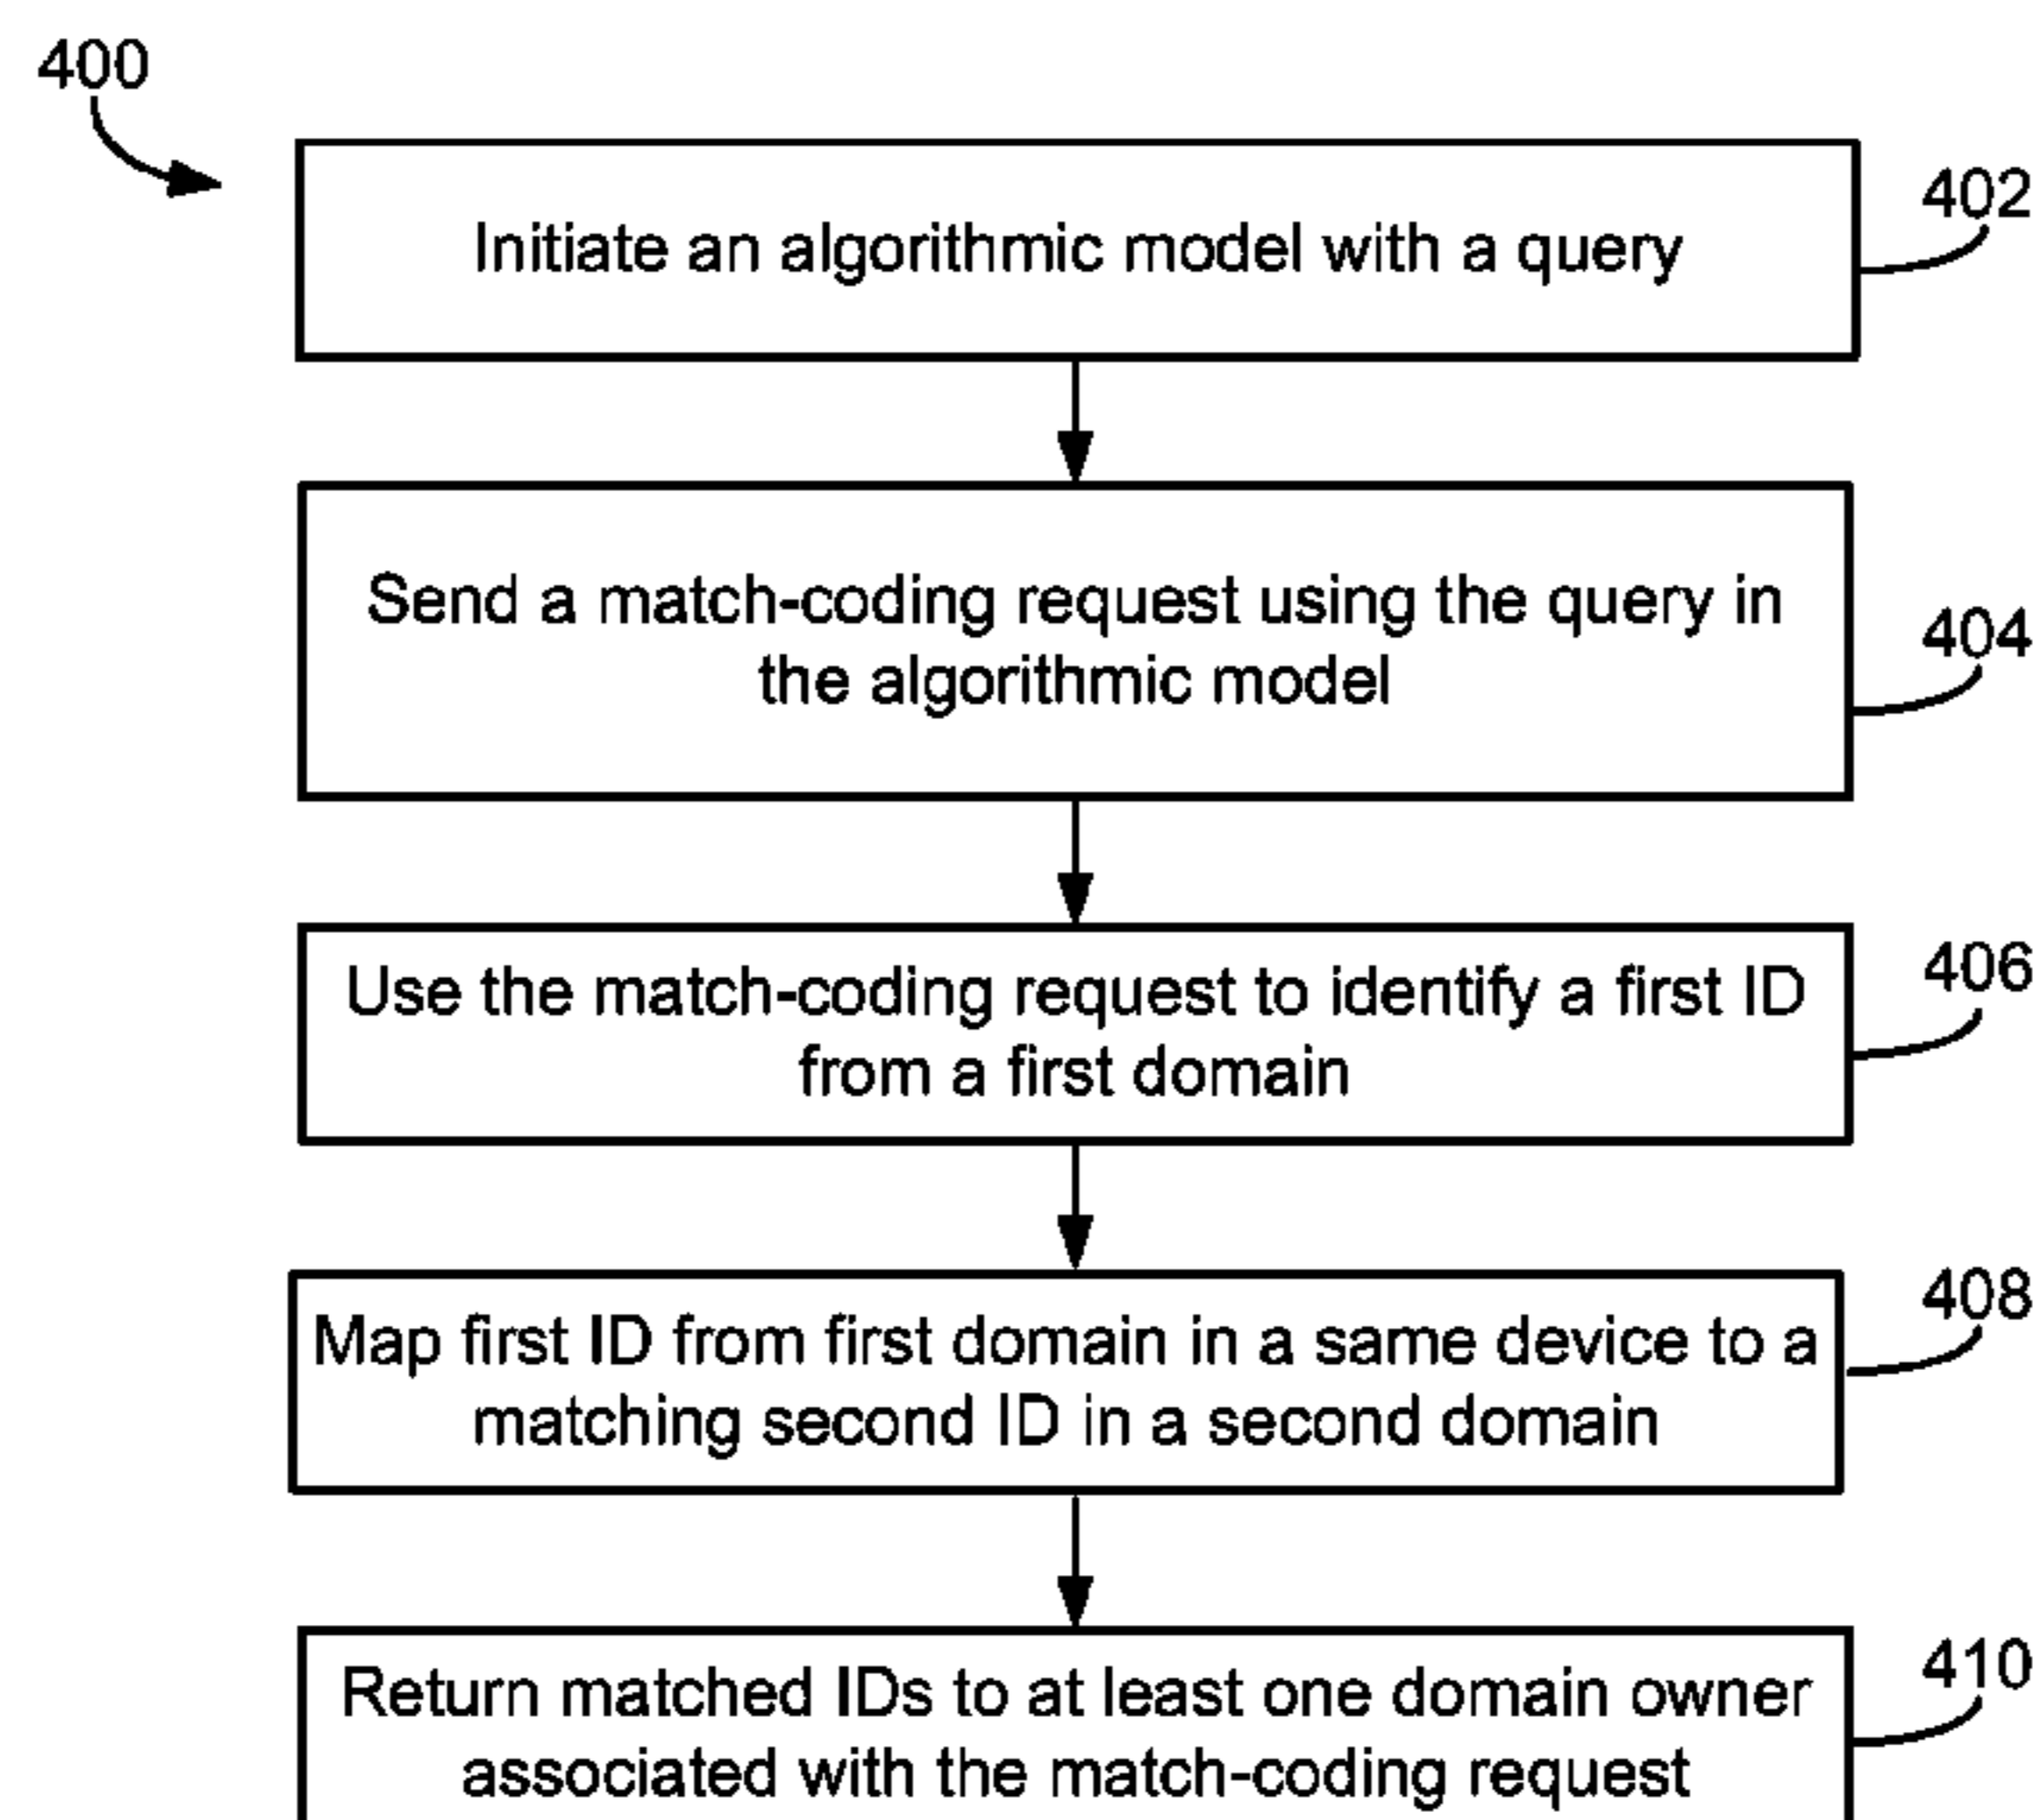 400
Initiate an algorithmic model with a query
402
Send a match-coding request using the query in
the algorithmic model
404
Use the match-coding request to identify a first ID
from a first domain
406
Map first ID from first domain in a same device to a
matching second ID in a second domain
408
Return matched IDs to at least one domain owner
associated with the match-coding request
410